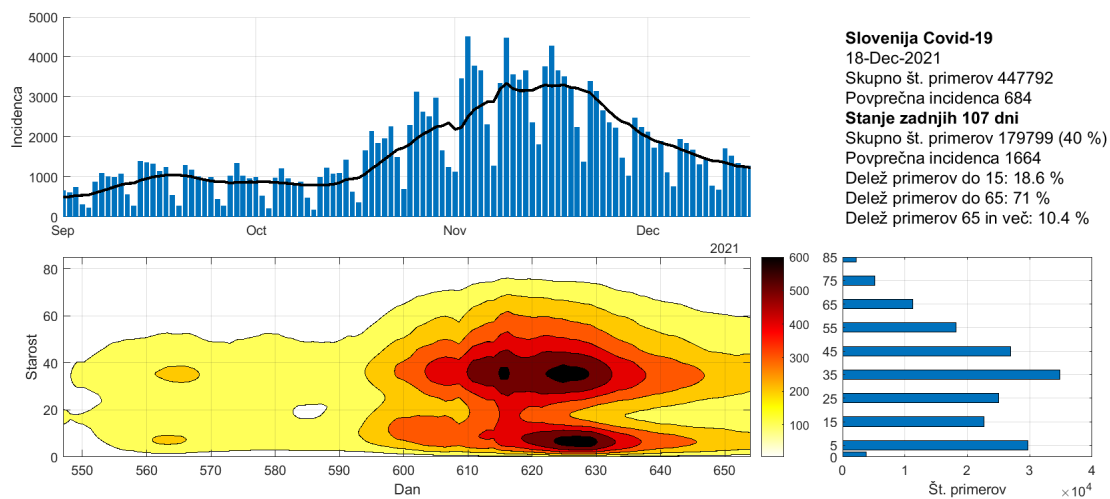 5000
4000
3000
2000
1000
0
Incidenca
Sep
Oct
Nov
Dec
2021
Slovenija Covid-19
18-Dec-2021
Skupno št. primerov 447792
Povprečna incidenca 684
Stanje zadnjih 107 dni
Skupno št. primerov 179799 (40 %)
Povprečna incidenca 1664
Delež primerov do 15: 18.6 %
Delež primerov do 65: 71 %
Delež primerov 65 in več: 10.4 %
80
60
40
20
0
Starost
550
560
570
580
590
600
610
620
630
640
650
Dan
600
500
400
300
200
100
85
75
65
55
45
35
25
15
5
0
0
1
2
3
4
Št. primerov
×10⁴